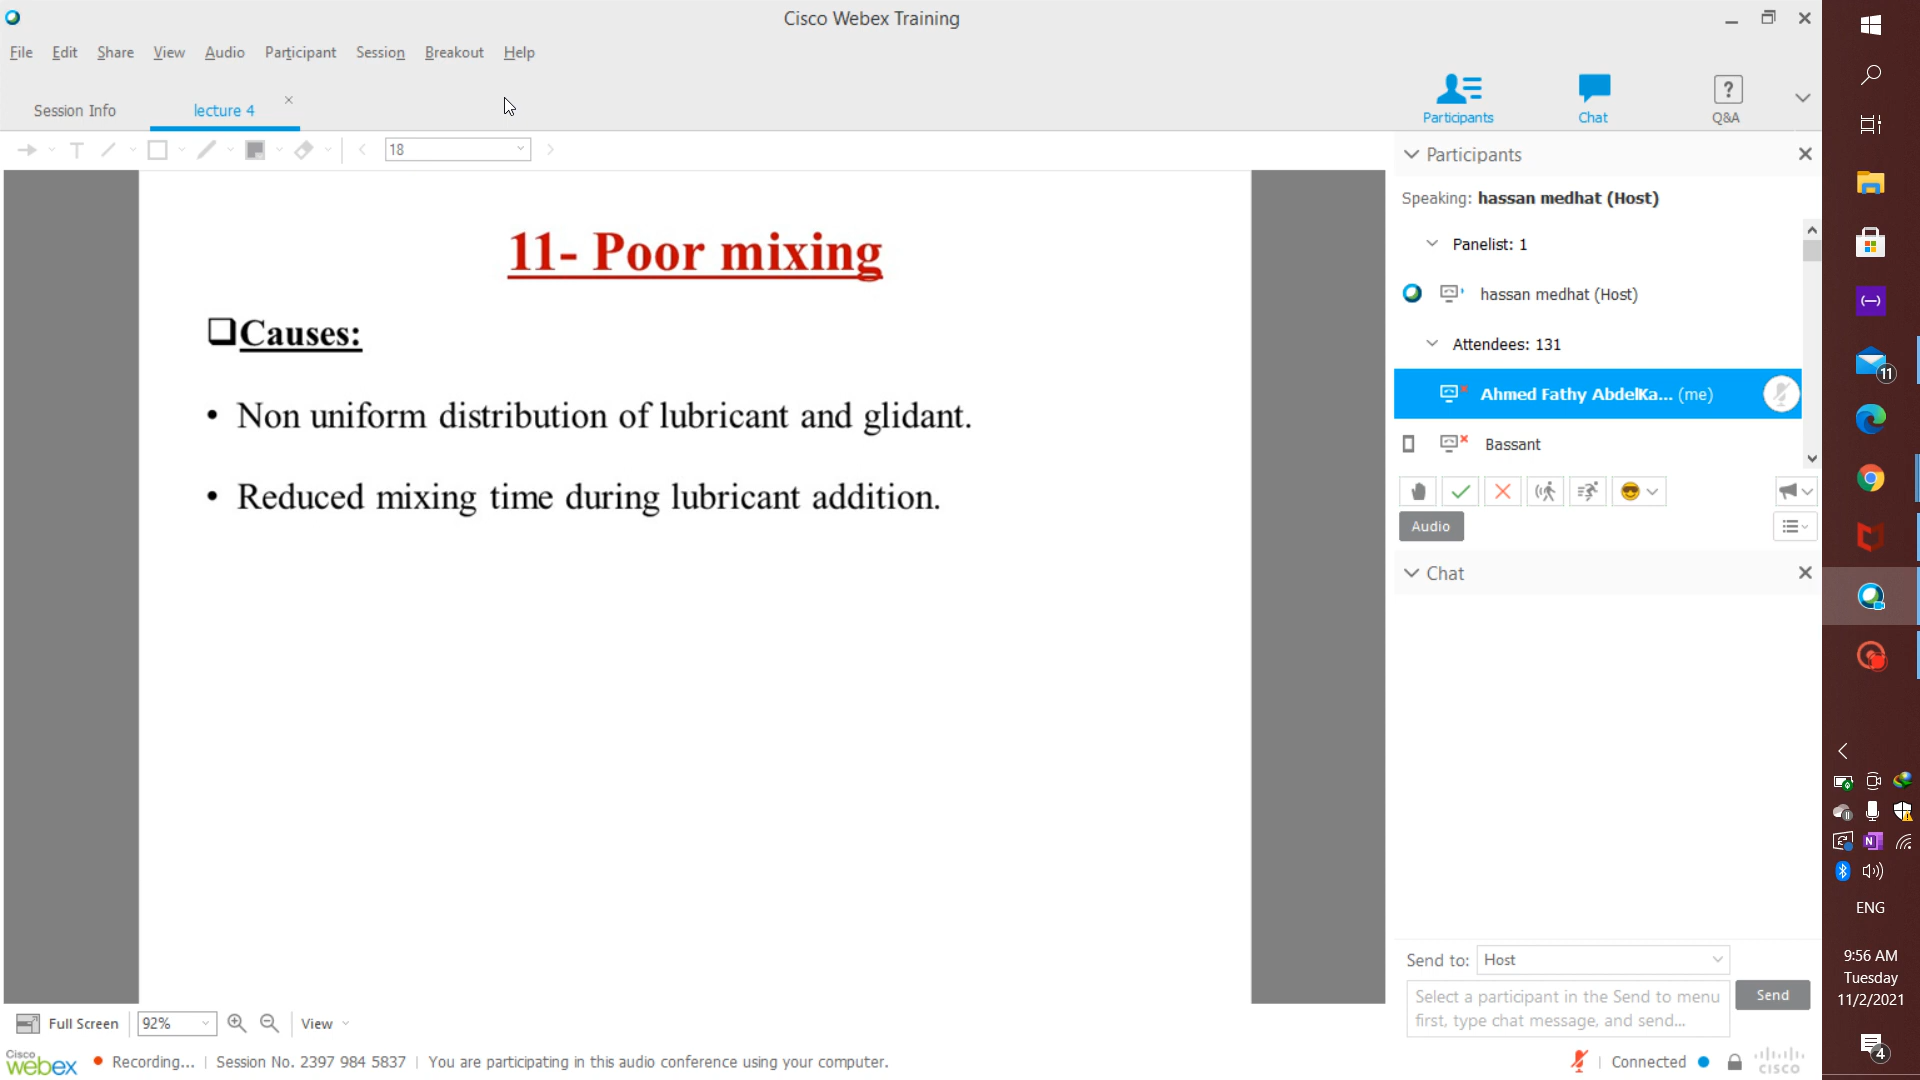 Cisco Webex Training
File Edit Share View Audio Participant Session Breakout Help
Session Info lecture 4
Participants Chat Q&A
18
11- Poor mixing
Causes:
• Non uniform distribution of lubricant and glidant.
• Reduced mixing time during lubricant addition.
Participants
Speaking: hassan medhat (Host)
Panelist: 1
hassan medhat (Host)
Attendees: 131
Ahmed Fathy AbdelKa... (me)
Bassant
Audio
Chat
Send to: Host
Select a participant in the Send to menu
first, type chat message, and send...
Send
Full Screen 92% View
Cisco webex Recording... Session No. 2397 984 5837 You are participating in this audio conference using your computer.
Connected
cisco
11
ENG
9:56 AM
Tuesday
11/2/2021
4